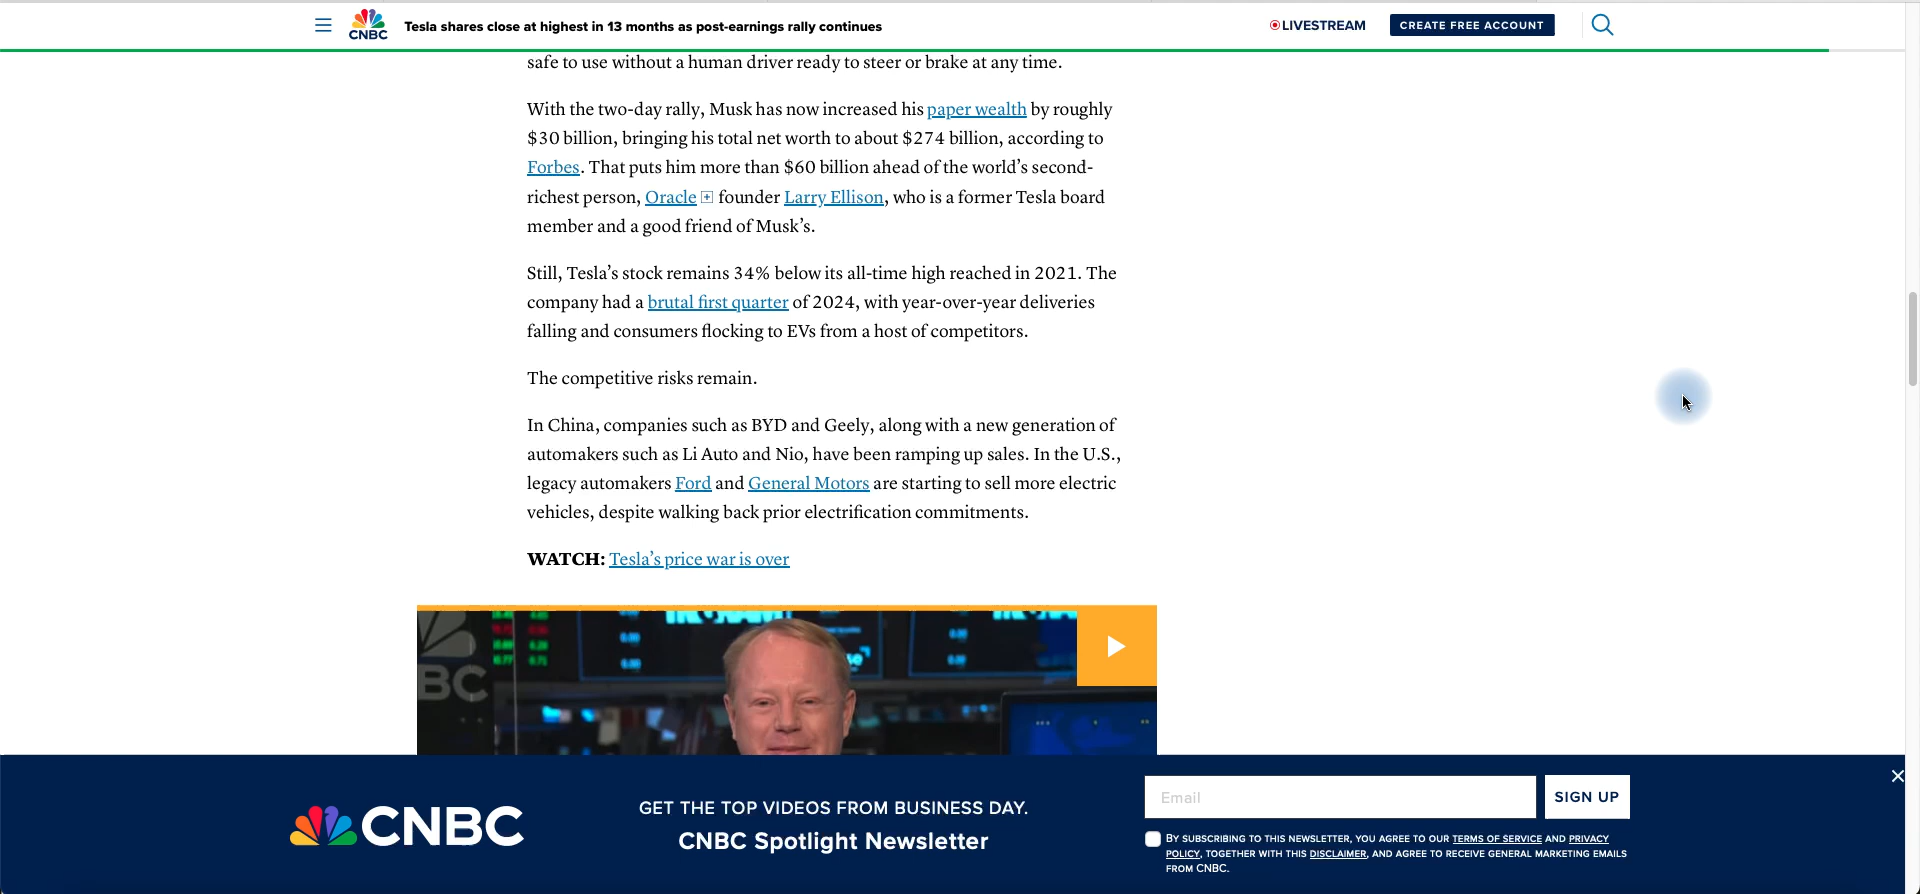 CNBC
Tesla shares close at highest in 13 months as post-earnings rally continues
LIVESTREAM
CREATE FREE ACCOUNT
safe to use without a human driver ready to steer or brake at any time.
With the two-day rally, Musk has now increased his paper wealth by roughly
$30 billion, bringing his total net worth to about $274 billion, according to
Forbes. That puts him more than $60 billion ahead of the world’s second-
richest person, Oracle founder Larry Ellison, who is a former Tesla board
member and a good friend of Musk’s.
Still, Tesla’s stock remains 34% below its all-time high reached in 2021. The
company had a brutal first quarter of 2024, with year-over-year deliveries
falling and consumers flocking to EVs from a host of competitors.
The competitive risks remain.
In China, companies such as BYD and Geely, along with a new generation of
automakers such as Li Auto and Nio, have been ramping up sales. In the U.S.,
legacy automakers Ford and General Motors are starting to sell more electric
vehicles, despite walking back prior electrification commitments.
WATCH: Tesla’s price war is over
BC
CNBC
GET THE TOP VIDEOS FROM BUSINESS DAY.
CNBC Spotlight Newsletter
Email
SIGN UP
BY SUBSCRIBING TO THIS NEWSLETTER, YOU AGREE TO OUR TERMS OF SERVICE AND PRIVACY
POLICY, TOGETHER WITH THIS DISCLAIMER, AND AGREE TO RECEIVE GENERAL MARKETING EMAILS
FROM CNBC.